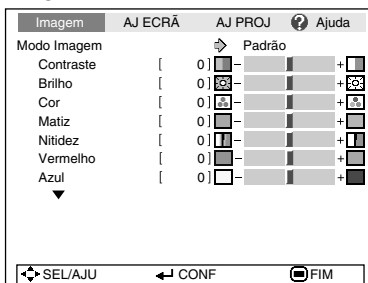 Imagem AJ ECRÃ AJ PROJ ? Ajuda
Modo Imagem Padrão
Contraste [ 0 ] - +
Brilho [ 0 ] - +
Cor [ 0 ] - +
Matiz [ 0 ] - +
Nitidez [ 0 ] - +
Vermelho [ 0 ] - +
Azul [ 0 ] - +
SEL/AJU CONF FIM